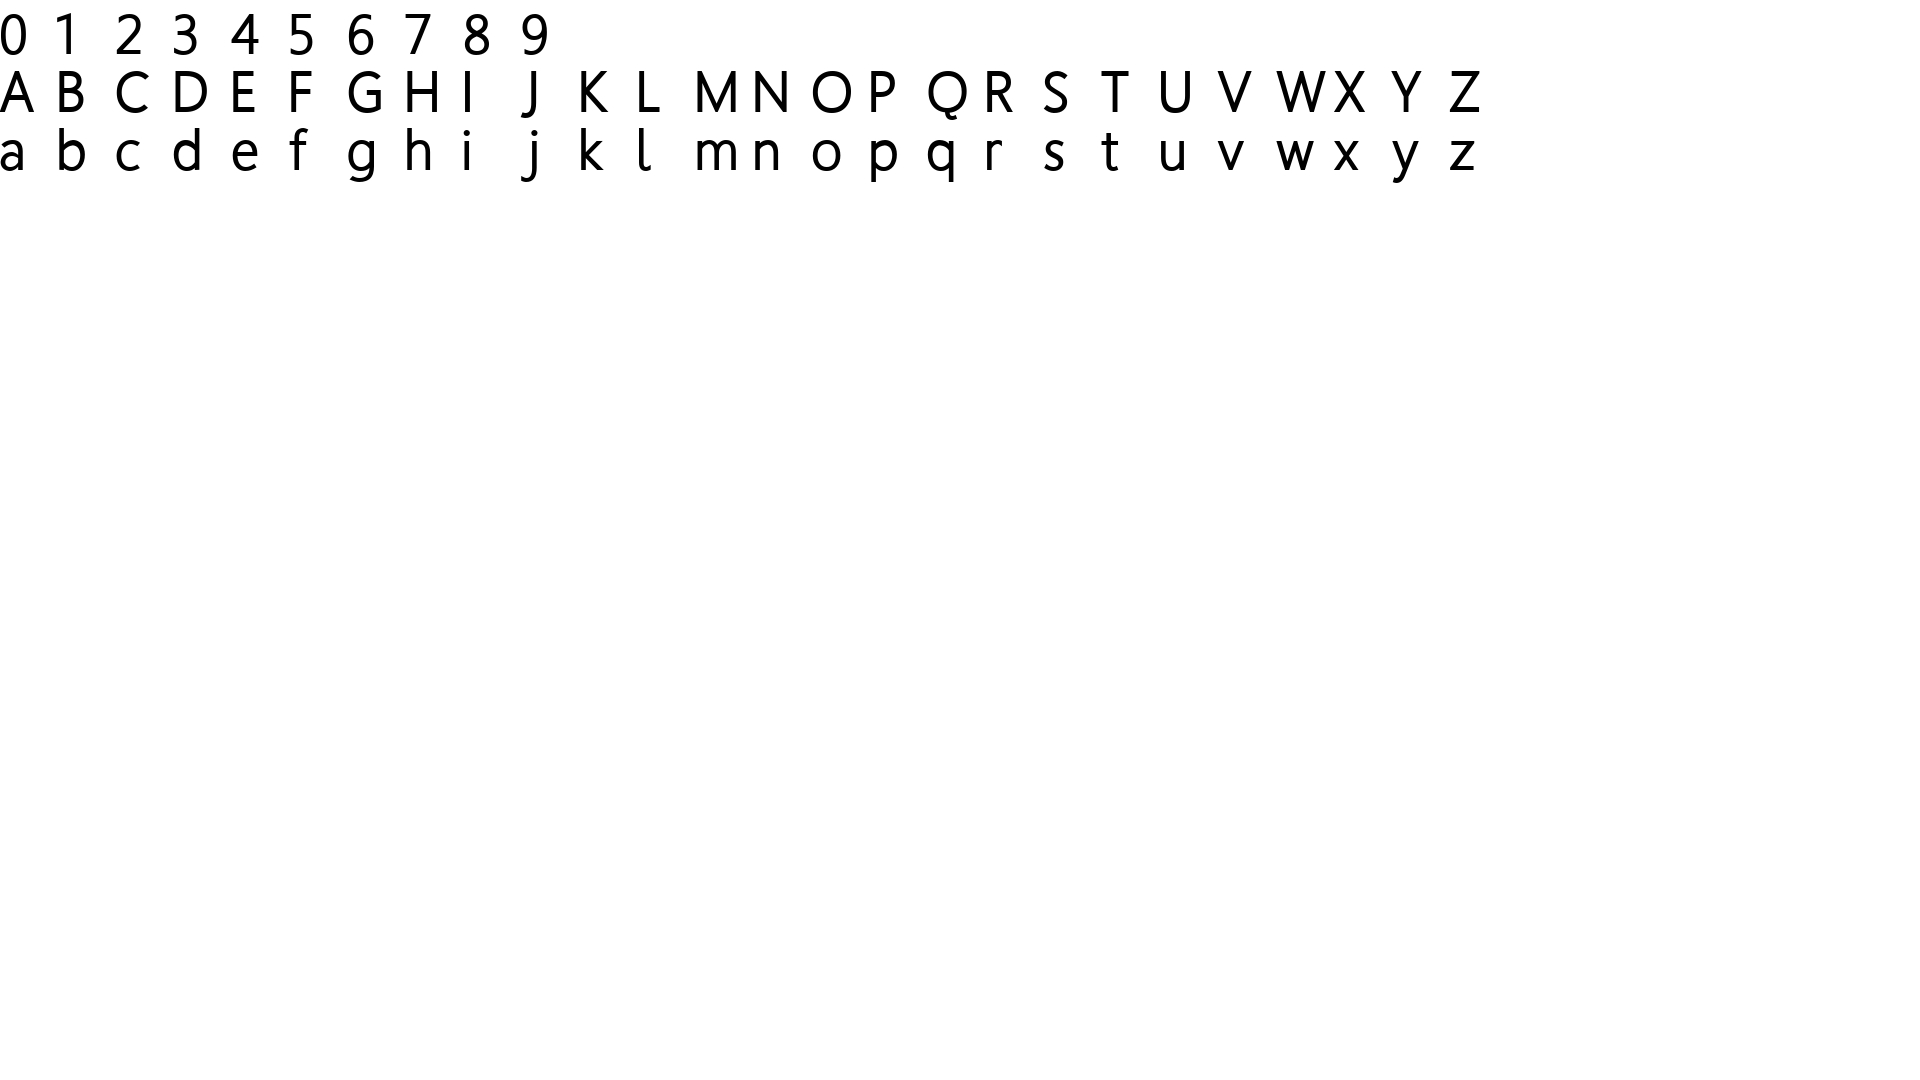 0 1 2 3 4 5 6 7 8 9
A B C D E F G H I J K L M N O P Q R S T U V W X Y Z
a b c d e f g h i j k l m n o p q r s t u v w x y z